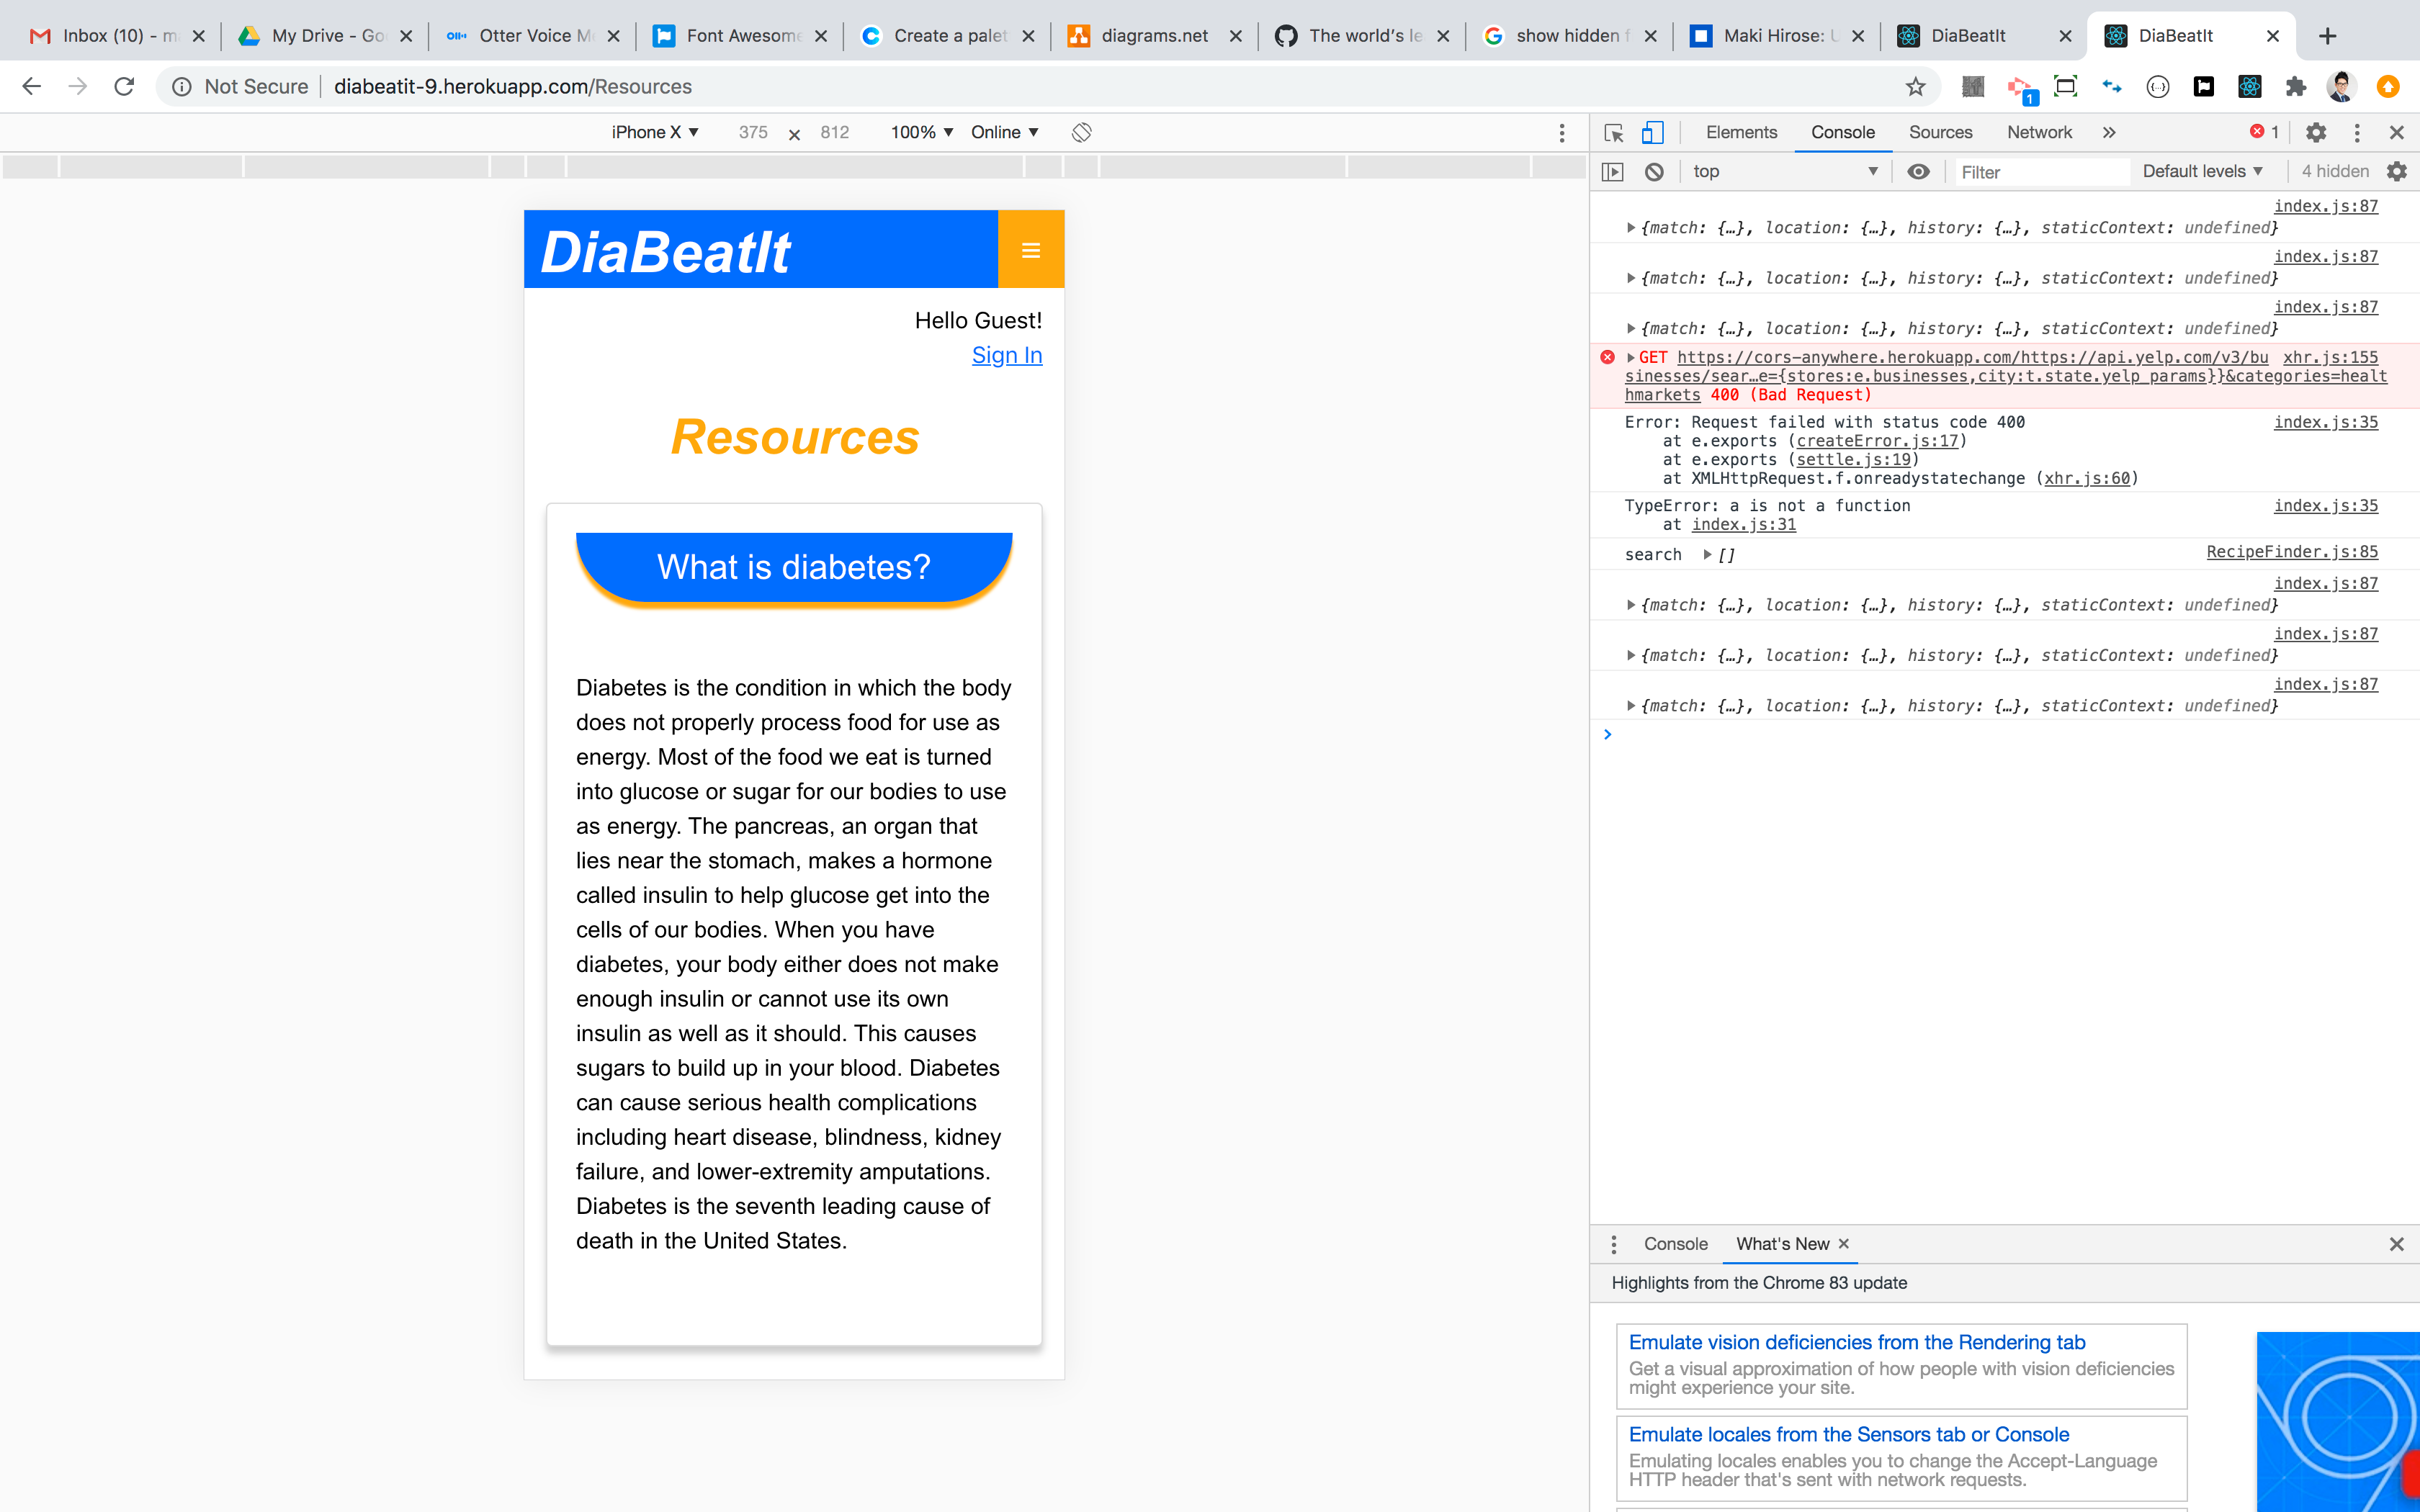 Inbox (10) - m
My Drive - Go
Otter Voice M
Font Awesome
Create a palet
diagrams.net
The world's le
show hidden f
Maki Hirose: U
DiaBeatIt
DiaBeatIt
Not Secure
diabeatit-9.herokuapp.com/Resources
1
iPhone X ▼ 375 × 812 100% ▼ Online ▼
DiaBeatIt
Hello Guest!
Sign In
Resources
What is diabetes?
Diabetes is the condition in which the body
does not properly process food for use as
energy. Most of the food we eat is turned
into glucose or sugar for our bodies to use
as energy. The pancreas, an organ that
lies near the stomach, makes a hormone
called insulin to help glucose get into the
cells of our bodies. When you have
diabetes, your body either does not make
enough insulin or cannot use its own
insulin as well as it should. This causes
sugars to build up in your blood. Diabetes
can cause serious health complications
including heart disease, blindness, kidney
failure, and lower-extremity amputations.
Diabetes is the seventh leading cause of
death in the United States.
Elements Console Sources Network » 1
top Filter Default levels ▼ 4 hidden
index.js:87
{match: {…}, location: {…}, history: {…}, staticContext: undefined}
index.js:87
{match: {…}, location: {…}, history: {…}, staticContext: undefined}
index.js:87
{match: {…}, location: {…}, history: {…}, staticContext: undefined}
GET https://cors-anywhere.herokuapp.com/https://api.yelp.com/v3/bu xhr.js:155
sinesses/sear…e={stores:e.businesses,city:t.state.yelp_params}}&categories=healt
hmarkets 400 (Bad Request)
Error: Request failed with status code 400 index.js:35
at e.exports (createError.js:17)
at e.exports (settle.js:19)
at XMLHttpRequest.f.onreadystatechange (xhr.js:60)
TypeError: a is not a function index.js:35
at index.js:31
search [] RecipeFinder.js:85
index.js:87
{match: {…}, location: {…}, history: {…}, staticContext: undefined}
index.js:87
{match: {…}, location: {…}, history: {…}, staticContext: undefined}
index.js:87
{match: {…}, location: {…}, history: {…}, staticContext: undefined}
Console What's New
Highlights from the Chrome 83 update
Emulate vision deficiencies from the Rendering tab
Get a visual approximation of how people with vision deficiencies
might experience your site.
Emulate locales from the Sensors tab or Console
Emulating locales enables you to change the Accept-Language
HTTP header that's sent with network requests.